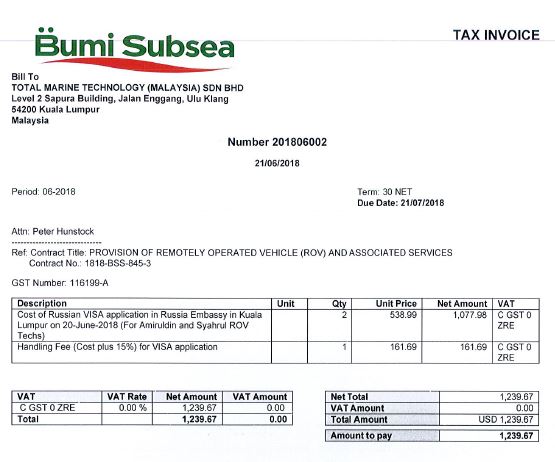 Bumi Subsea
TAX INVOICE
Bill To
TOTAL MARINE TECHNOLOGY (MALAYSIA) SDN BHD
Level 2 Sapura Building, Jalan Enggang, Ulu Klang
54200 Kuala Lumpur
Malaysia
Number 201806002
21/06/2018
Period: 06-2018
Term: 30 NET
Due Date: 21/07/2018
Attn: Peter Hunstock
-----------------------------
Ref: Contract Title: PROVISION OF REMOTELY OPERATED VEHICLE (ROV) AND ASSOCIATED SERVICES
Contract No.: 1818-BSS-845-3
GST Number: 116199-A
Description Unit Qty Unit Price Net Amount VAT
Cost of Russian VISA application in Russia Embassy in Kuala 2 538.99 1,077.98 C GST 0
Lumpur on 20-June-2018 (For Amiruldin and Syahrul ROV ZRE
Techs)
Handling Fee (Cost plus 15%) for VISA application 1 161.69 161.69 C GST 0
ZRE
VAT VAT Rate Net Amount VAT Amount
C GST 0 ZRE 0.00 % 1,239.67 0.00
Total 1,239.67 0.00
Net Total 1,239.67
VAT Amount 0.00
Total Amount USD 1,239.67
Amount to pay 1,239.67